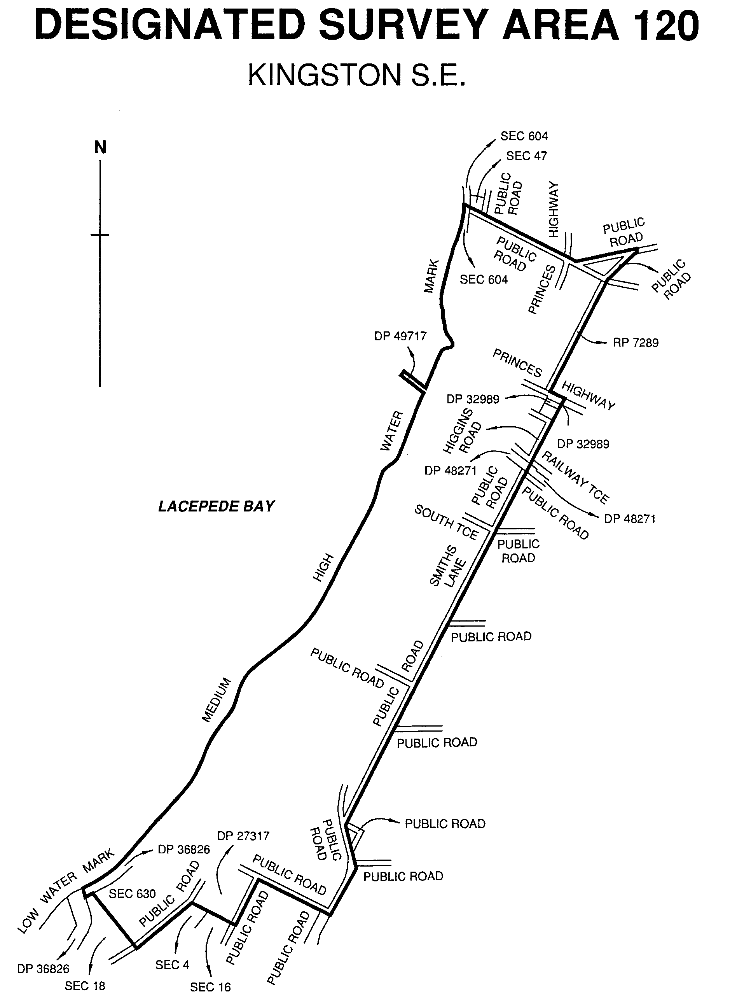 DESIGNATED SURVEY AREA 120
KINGSTON S.E.
N
SEC 604
SEC 47
PUBLIC
ROAD
HIGHWAY
PUBLIC
ROAD
PUBLIC
ROAD
PUBLIC
ROAD
SEC 604
PRINCES
MARK
DP 49717
RP 7289
PRINCES
HIGHWAY
DP 32989
HIGGINS
ROAD
WATER
DP 32989
RAILWAY TCE
DP 48271
PUBLIC
ROAD
PUBLIC ROAD
LACEPEDE BAY
SOUTH TCE
DP 48271
PUBLIC
ROAD
SMITHS
LANE
HIGH
PUBLIC ROAD
PUBLIC ROAD
ROAD
PUBLIC
MEDIUM
PUBLIC ROAD
PUBLIC ROAD
PUBLIC
ROAD
DP 27317
DP 36826
PUBLIC ROAD
PUBLIC ROAD
LOW WATER MARK
SEC 630
PUBLIC ROAD
PUBLIC ROAD
PUBLIC ROAD
DP 36826
SEC 18
SEC 4
SEC 16